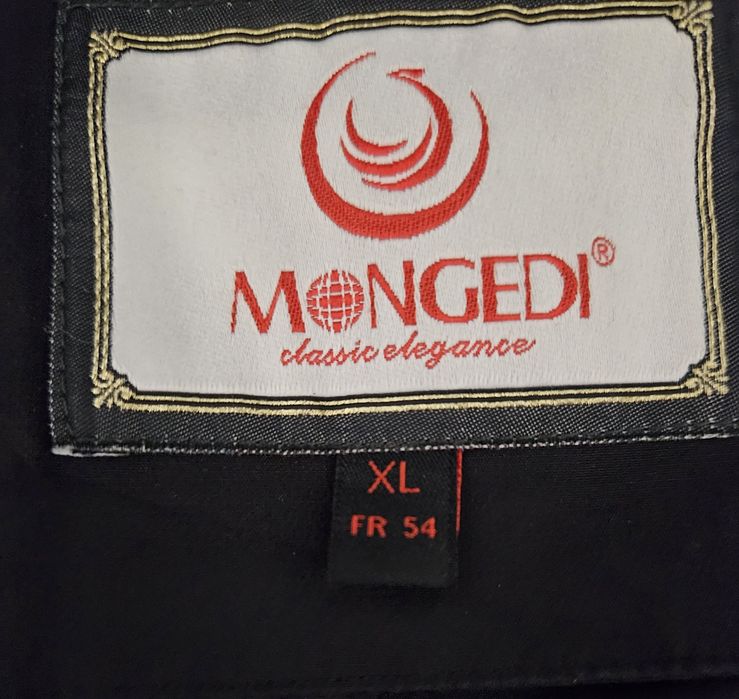 MONGEDI®
classic elegance
XL
FR 54